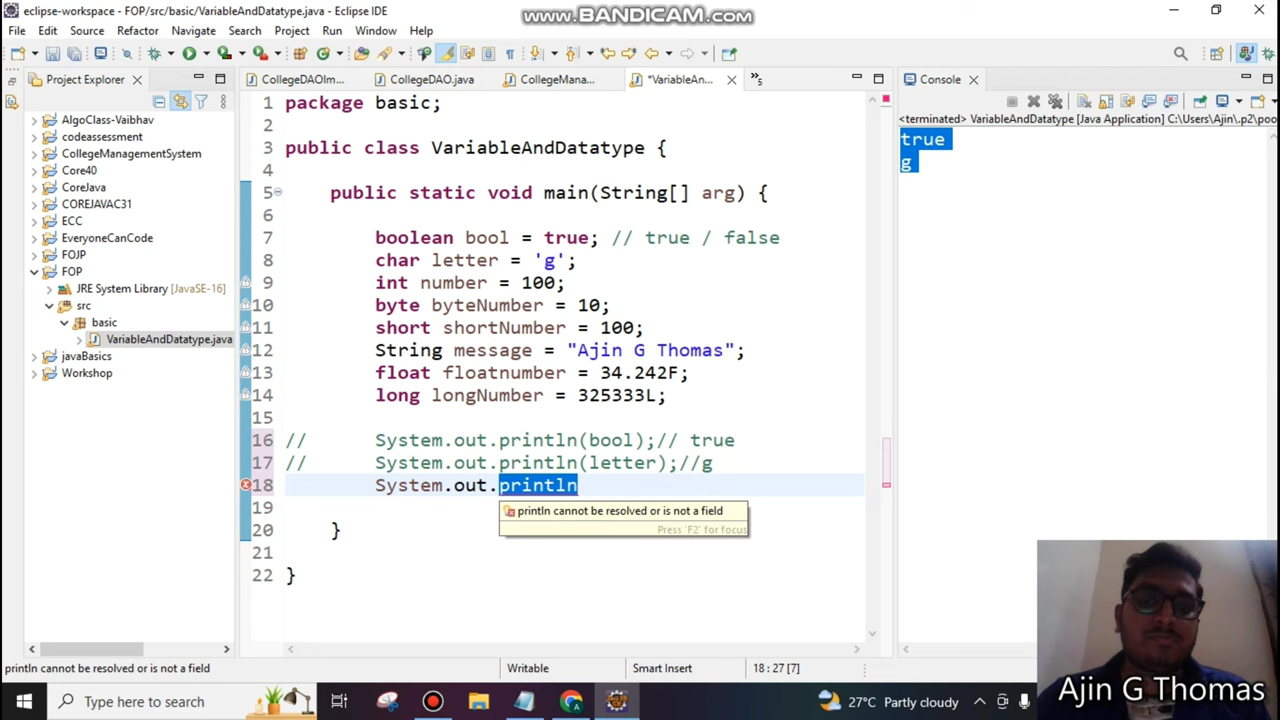 eclipse-workspace - FOP/src/basic/VariableAndDatatype.java - Eclipse IDE
www.BANDICAM.com
File Edit Source Refactor Navigate Search Project Run Window Help
Project Explorer
CollegeDAOIm...
CollegeDAO.java
CollegeMana...
*VariableAn...
»5
Console
<terminated> VariableAndDatatype [Java Application] C:\Users\Ajin\.p2\poo
AlgoClass-Vaibhav
codeassessment
CollegeManagementSystem
Core40
CoreJava
COREJAVAC31
ECC
EveryoneCanCode
FOJP
FOP
JRE System Library [JavaSE-16]
src
basic
VariableAndDatatype.java
javaBasics
Workshop
1 package basic;
2
3 public class VariableAndDatatype {
4
5 public static void main(String[] arg) {
6
7 boolean bool = true; // true / false
8 char letter = 'g';
9 int number = 100;
10 byte byteNumber = 10;
11 short shortNumber = 100;
12 String message = "Ajin G Thomas";
13 float floatnumber = 34.242F;
14 long longNumber = 325333L;
15
16 // System.out.println(bool);// true
17 // System.out.println(letter);//g
18 System.out.println
19
println cannot be resolved or is not a field
Press 'F2' for focus
20 }
21
22 }
true
g
println cannot be resolved or is not a field
Writable
Smart Insert
18 : 27 [7]
Type here to search
27°C Partly cloudy
Ajin G Thomas